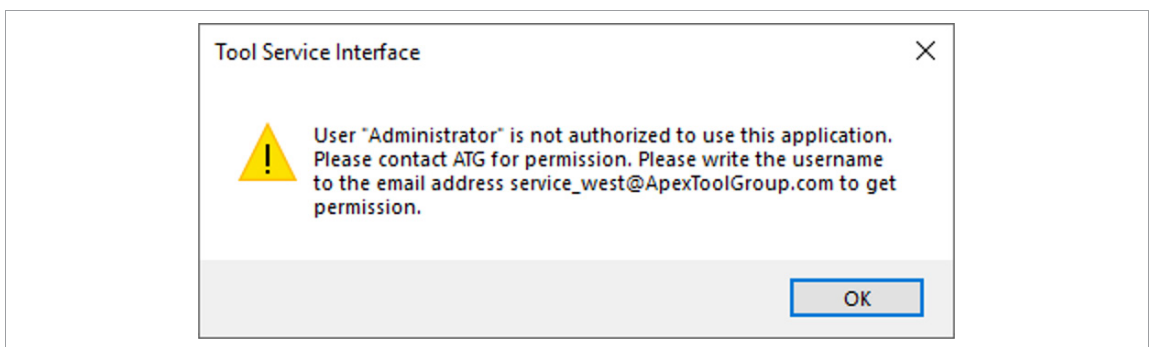 Tool Service Interface
User "Administrator" is not authorized to use this application.
Please contact ATG for permission. Please write the username
to the email address service_west@ApexToolGroup.com to get
permission.
OK